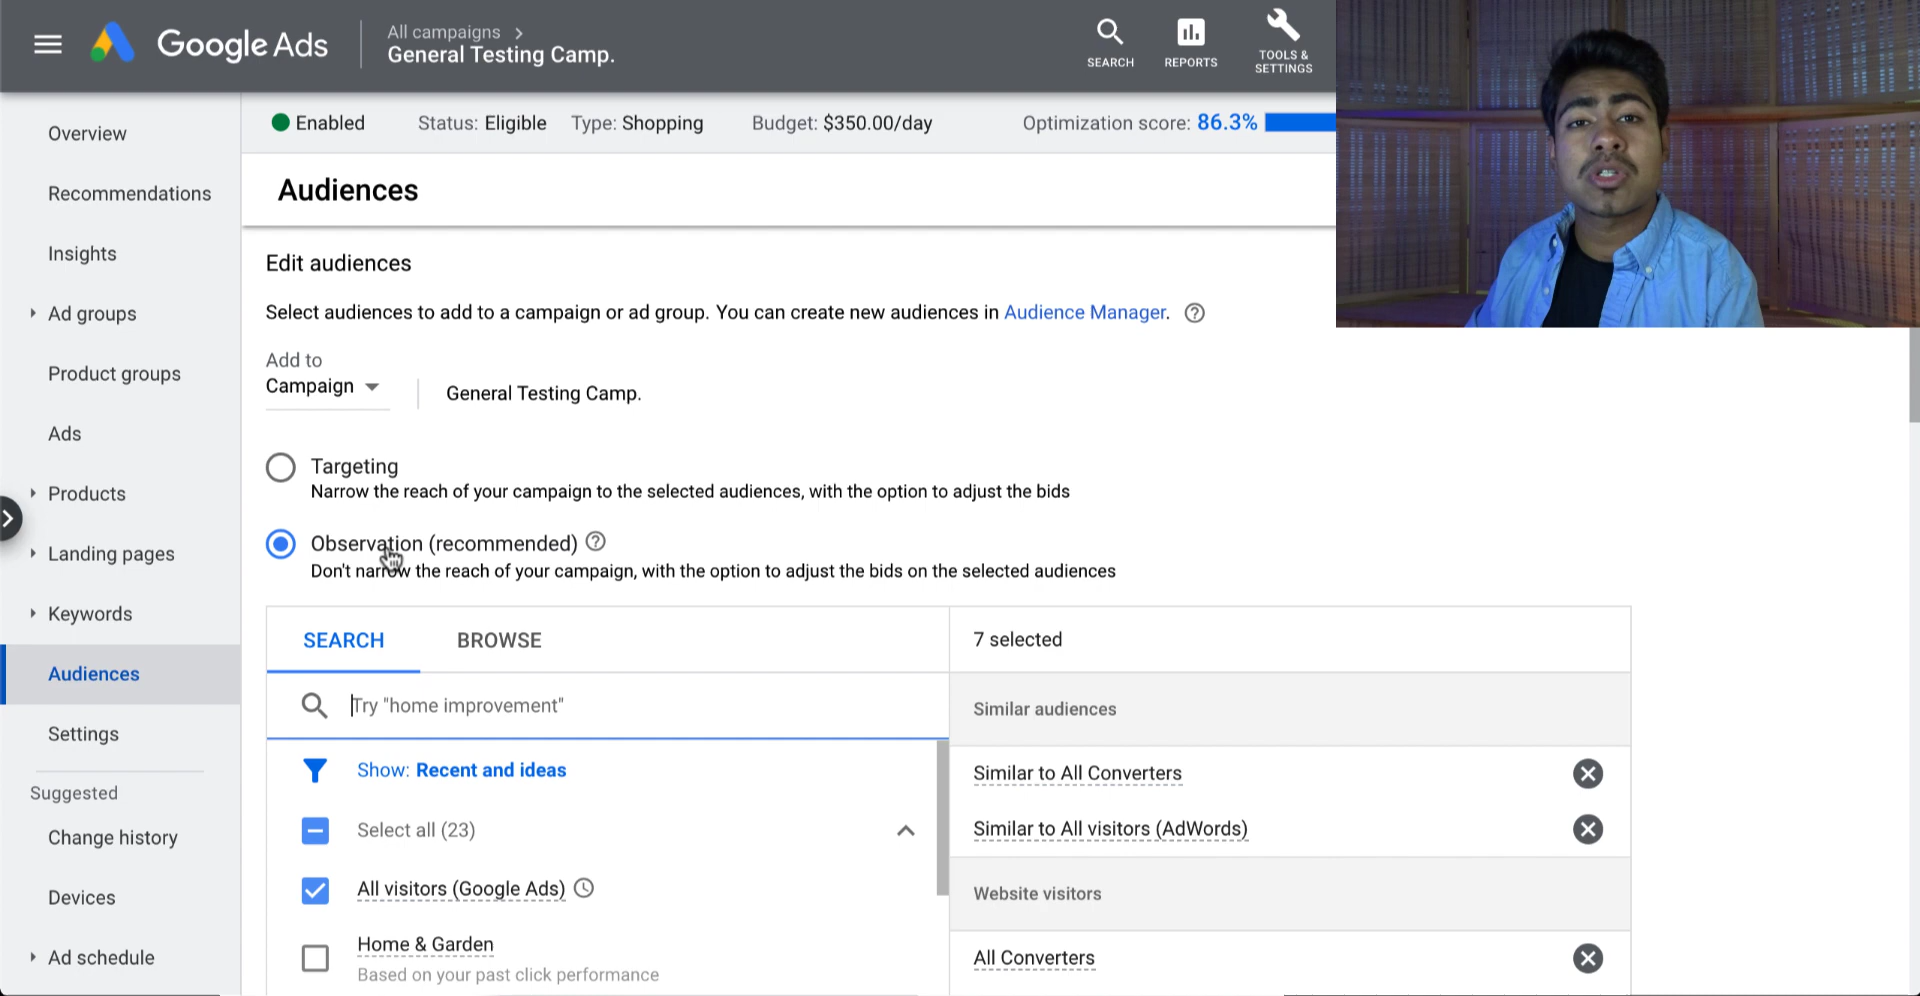 Google Ads
All campaigns
General Testing Camp.
SEARCH
REPORTS
TOOLS &
SETTINGS
Enabled
Status: Eligible
Type: Shopping
Budget: $350.00/day
Optimization score: 86.3%
Overview
Recommendations
Insights
Ad groups
Product groups
Ads
Products
Landing pages
Keywords
Audiences
Settings
Suggested
Change history
Devices
Ad schedule
Audiences
Edit audiences
Select audiences to add to a campaign or ad group. You can create new audiences in Audience Manager.
Add to
Campaign
General Testing Camp.
Targeting
Narrow the reach of your campaign to the selected audiences, with the option to adjust the bids
Observation (recommended)
Don't narrow the reach of your campaign, with the option to adjust the bids on the selected audiences
SEARCH
BROWSE
Try "home improvement"
Show: Recent and ideas
Select all (23)
All visitors (Google Ads)
Home & Garden
Based on your past click performance
7 selected
Similar audiences
Similar to All Converters
Similar to All visitors (AdWords)
Website visitors
All Converters